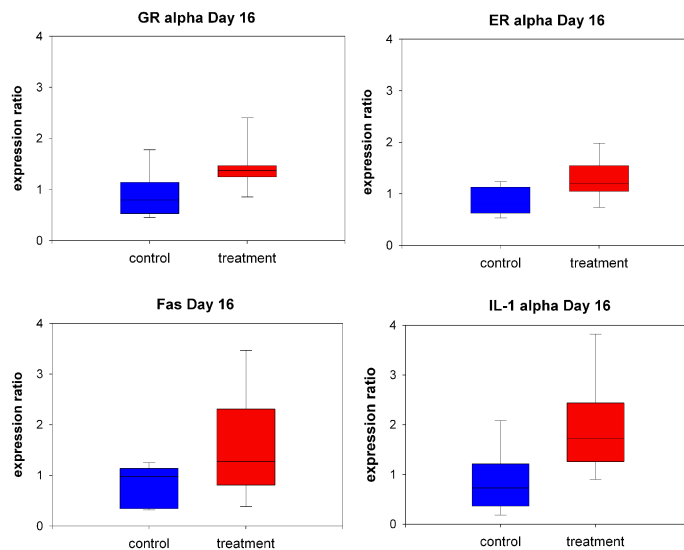 GR alpha Day 16
expression ratio
4
3
2
1
0
control treatment
ER alpha Day 16
expression ratio
4
3
2
1
0
control treatment
Fas Day 16
expression ratio
4
3
2
1
0
control treatment
IL-1 alpha Day 16
expression ratio
4
3
2
1
0
control treatment